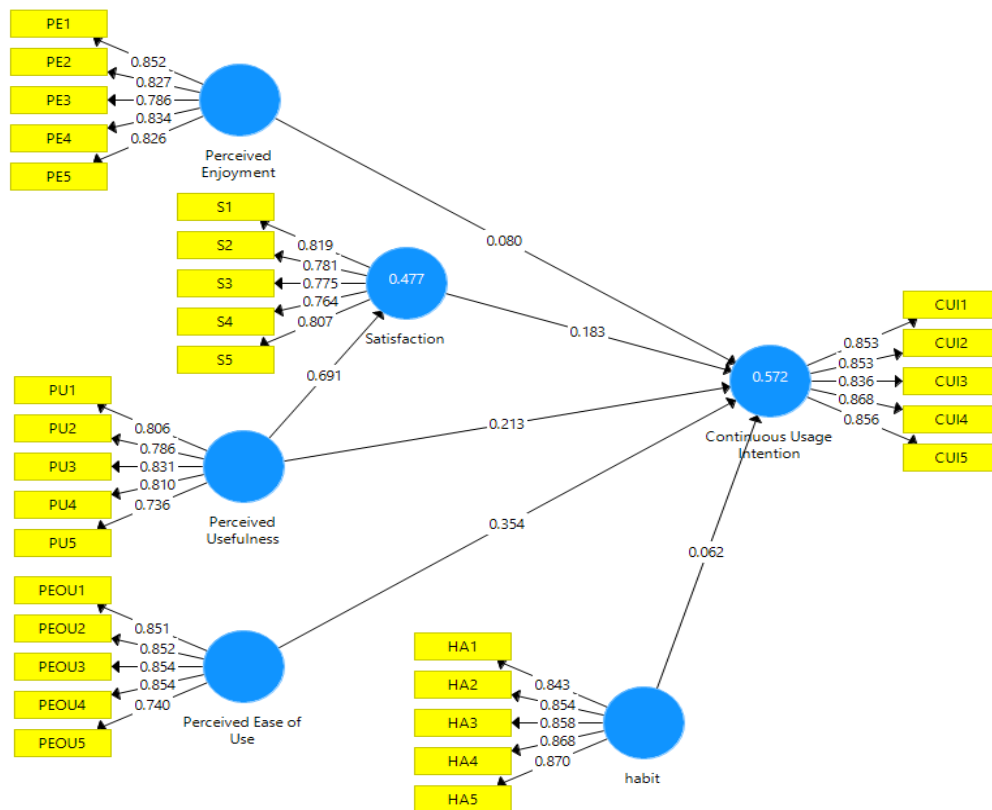 PE1
PE2
PE3
PE4
PE5
0.852
0.827
0.786
0.834
0.826
Perceived
Enjoyment
0.080
S1
S2
S3
S4
S5
0.819
0.781
0.775
0.764
0.807
0.477
Satisfaction
0.183
0.691
PU1
PU2
PU3
PU4
PU5
0.806
0.786
0.831
0.810
0.736
Perceived
Usefulness
0.213
0.572
Continuous Usage
Intention
0.853
0.853
0.836
0.868
0.856
CUI1
CUI2
CUI3
CUI4
CUI5
PEOU1
PEOU2
PEOU3
PEOU4
PEOU5
0.851
0.852
0.854
0.854
0.740
Perceived Ease of
Use
0.354
0.062
HA1
HA2
HA3
HA4
HA5
0.843
0.854
0.858
0.868
0.870
habit